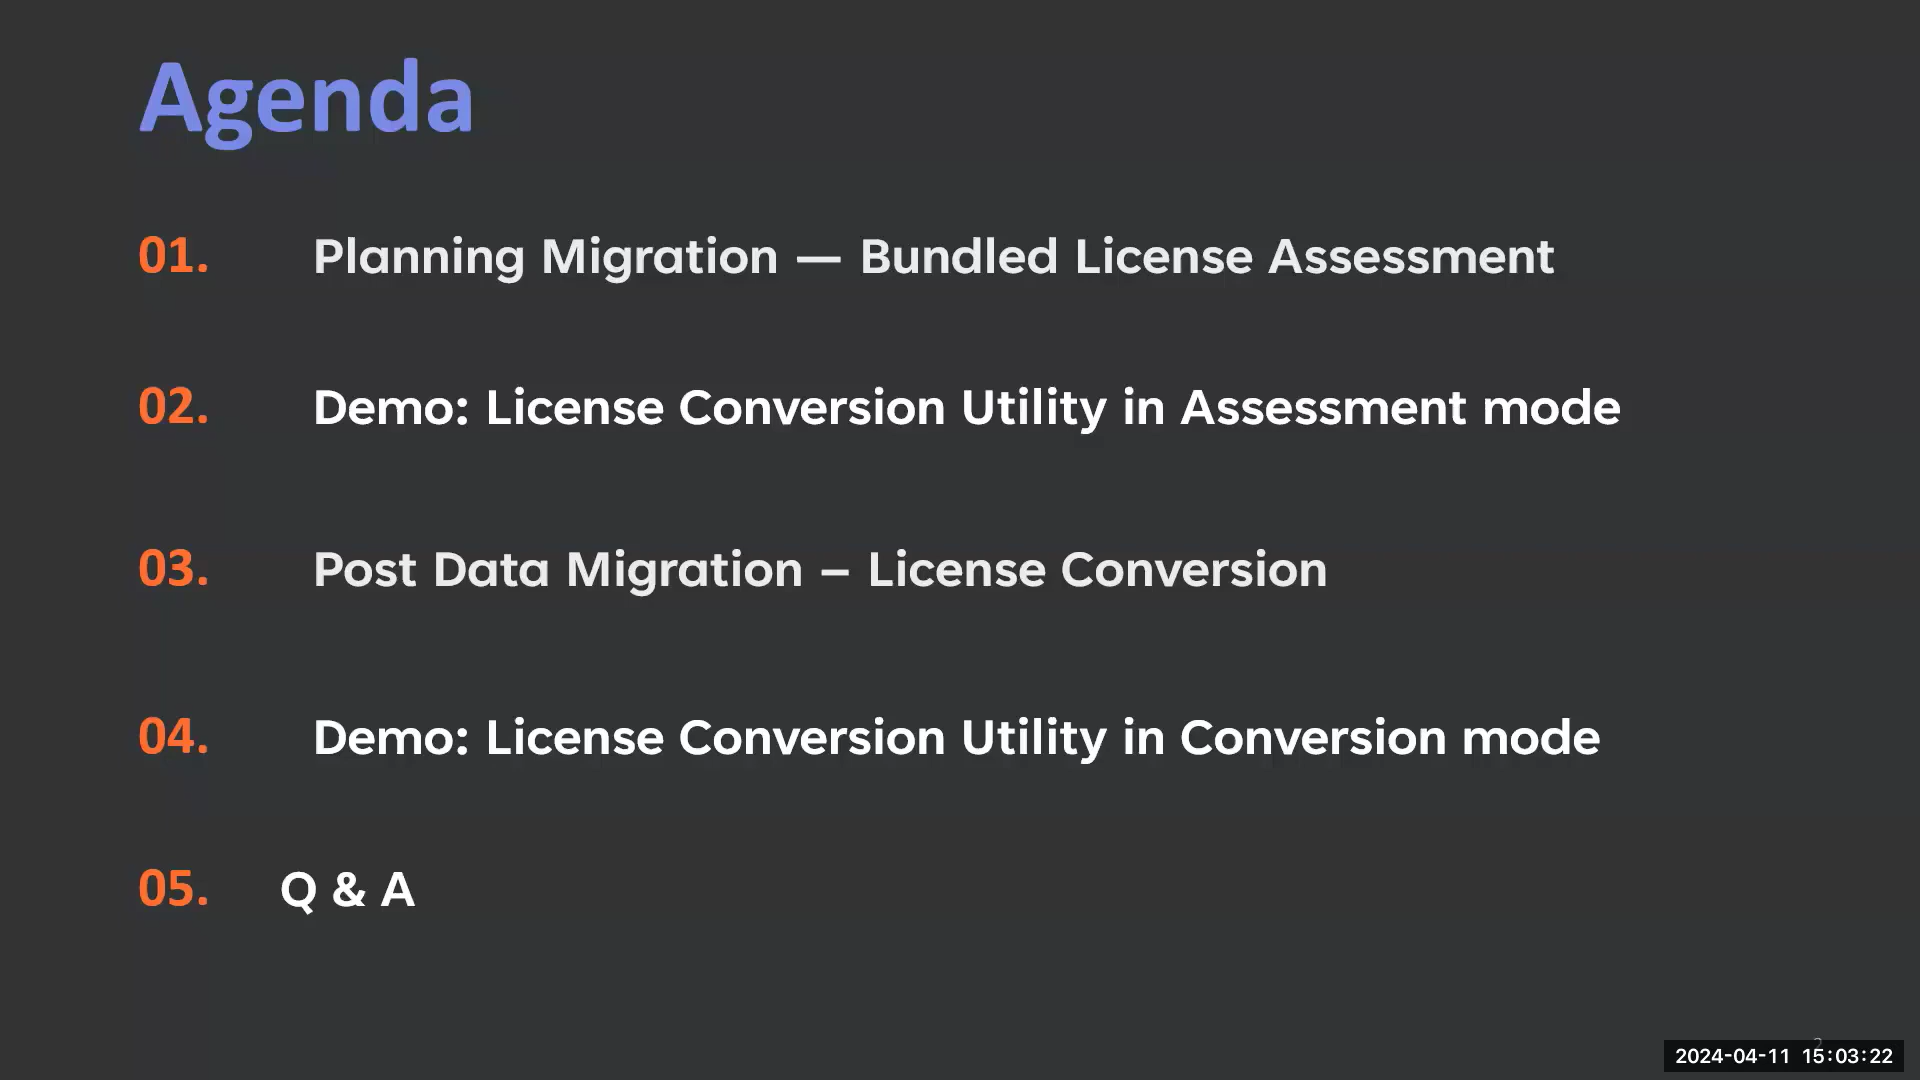 Agenda
01. Planning Migration — Bundled License Assessment
02. Demo: License Conversion Utility in Assessment mode
03. Post Data Migration – License Conversion
04. Demo: License Conversion Utility in Conversion mode
05. Q & A
2
2024-04-11 15:03:22